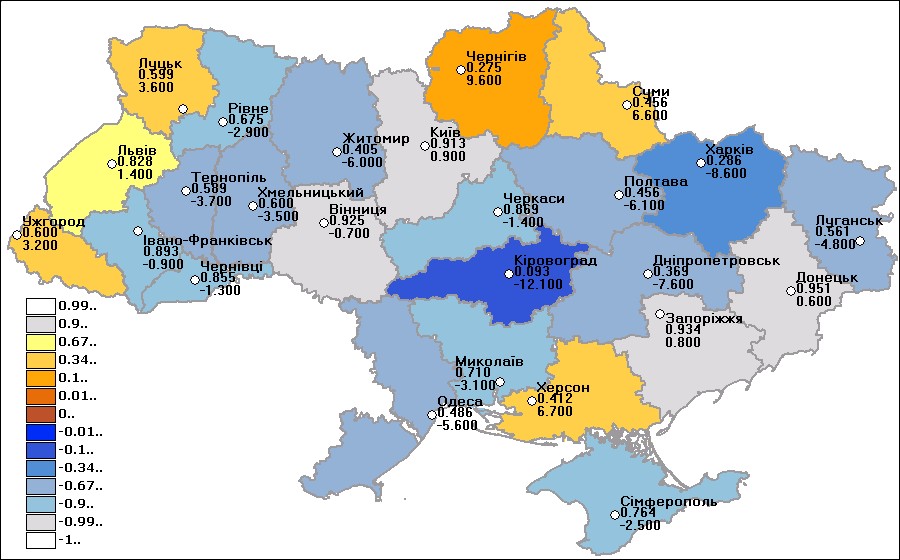 Чернігів
0.275
9.600
Луцьк
0.599
3.600
Суми
0.456
6.600
Рівне
0.675
-2.900
Житомир
0.405
-6.000
Київ
0.913
0.900
Харків
0.286
-8.600
Львів
0.828
1.400
Тернопіль
0.589
-3.700
Хмельницький
0.600
-3.500
Полтава
0.456
-6.100
Черкаси
0.869
-1.400
Вінниця
0.925
-0.700
Ужгород
0.600
3.200
Луганськ
0.561
-4.800
Івано-Франківськ
0.893
-0.900
Чернівці
0.855
-1.300
Кіровоград
0.093
-12.100
Дніпропетровськ
0.369
-7.600
Донецьк
0.951
0.600
Запоріжжя
0.934
0.800
Миколаїв
0.710
-3.100
Херсон
0.412
6.700
Одеса
0.486
-5.600
Сімферополь
0.764
-2.500
0.99..
0.9..
0.67..
0.34..
0.1..
0.01..
0..
-0.01..
-0.1..
-0.34..
-0.67..
-0.9..
-0.99..
-1..